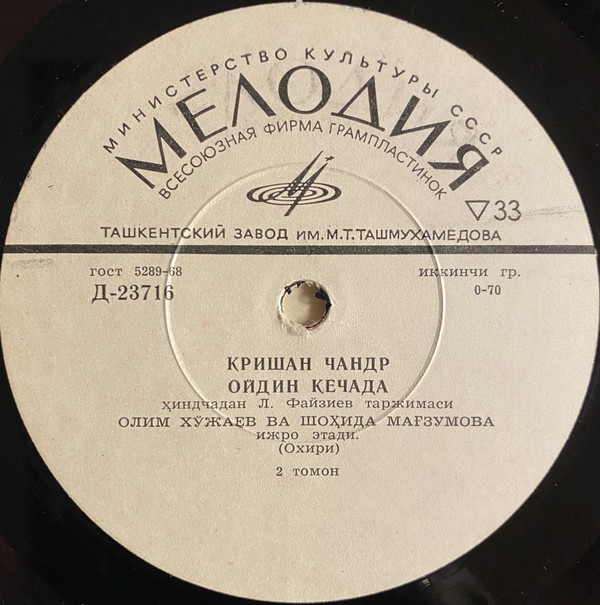 МИНИСТЕРСТВО КУЛЬТУРЫ СССР
МЕЛОДИЯ
ВСЕСОЮЗНАЯ ФИРМА ГРАМПЛАСТИНОК
▽33
ТАШКЕНТСКИЙ ЗАВОД ИМ. М.Т.ТАШМУХАМЕДОВА
гост 5289-68
иккинчи гр.
Д-23716
0-70
КРИШАН ЧАНДР
ОЙДИН КЕЧАДА
ҳиндчадан Л. Файзиев таржимаси
ОЛИМ ХЎЖАЕВ ВА ШОҲИДА МАҒЗУМОВА
ижро этади.
(Охири)
2 томон